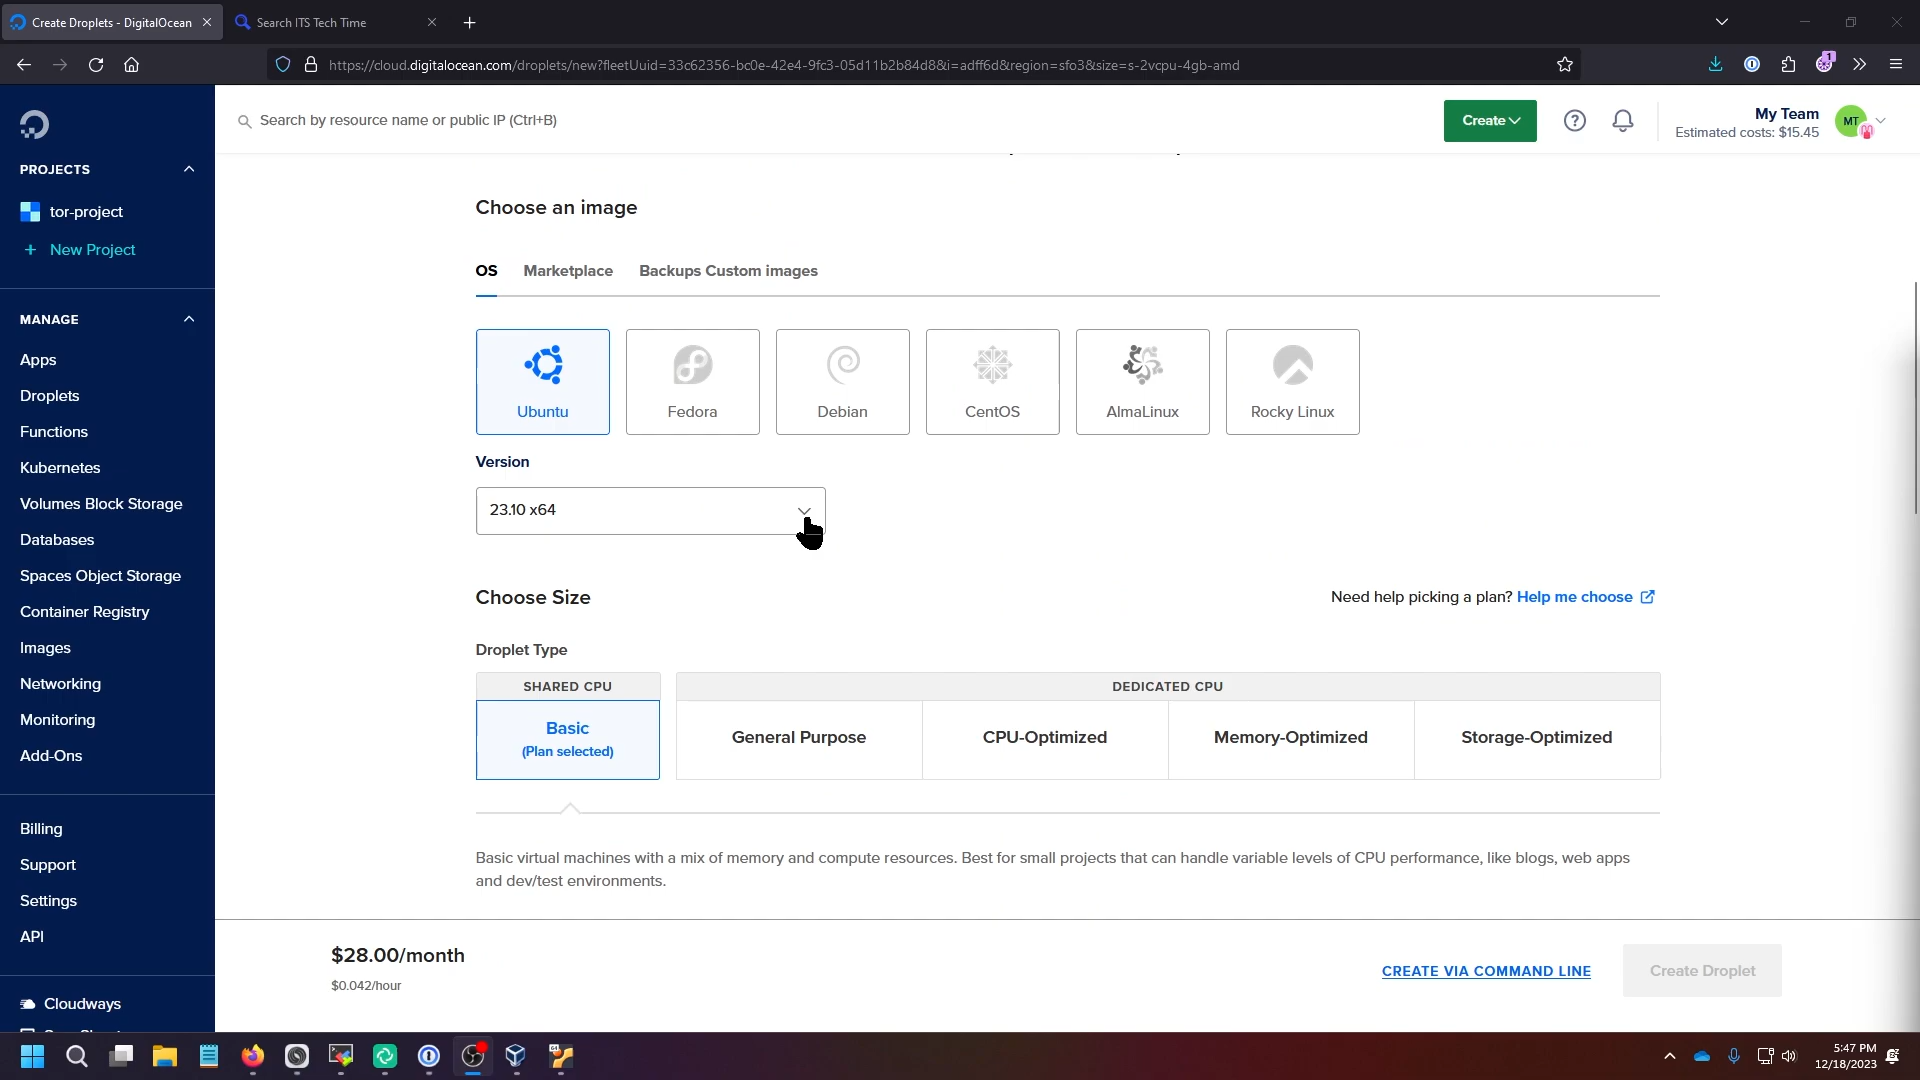 Create Droplets - DigitalOcean
Search ITS Tech Time
https://cloud.digitalocean.com/droplets/new?fleetUuid=33c62356-bc0e-42e4-9fc3-05d11b2b84d8&i=adff6d&region=sfo3&size=s-2vcpu-4gb-amd
1
Search by resource name or public IP (Ctrl+B)
Create
My Team
Estimated costs: $15.45
MT
PROJECTS
tor-project
+ New Project
MANAGE
Apps
Droplets
Functions
Kubernetes
Volumes Block Storage
Databases
Spaces Object Storage
Container Registry
Images
Networking
Monitoring
Add-Ons
Billing
Support
Settings
API
Cloudways
Choose an image
OS Marketplace Backups Custom images
Ubuntu Fedora Debian CentOS AlmaLinux Rocky Linux
Version
23.10 x64
Choose Size
Need help picking a plan? Help me choose
Droplet Type
SHARED CPU
DEDICATED CPU
Basic
(Plan selected)
General Purpose
CPU-Optimized
Memory-Optimized
Storage-Optimized
Basic virtual machines with a mix of memory and compute resources. Best for small projects that can handle variable levels of CPU performance, like blogs, web apps
and dev/test environments.
$28.00/month
$0.042/hour
CREATE VIA COMMAND LINE
Create Droplet
64
5:47 PM
12/18/2023